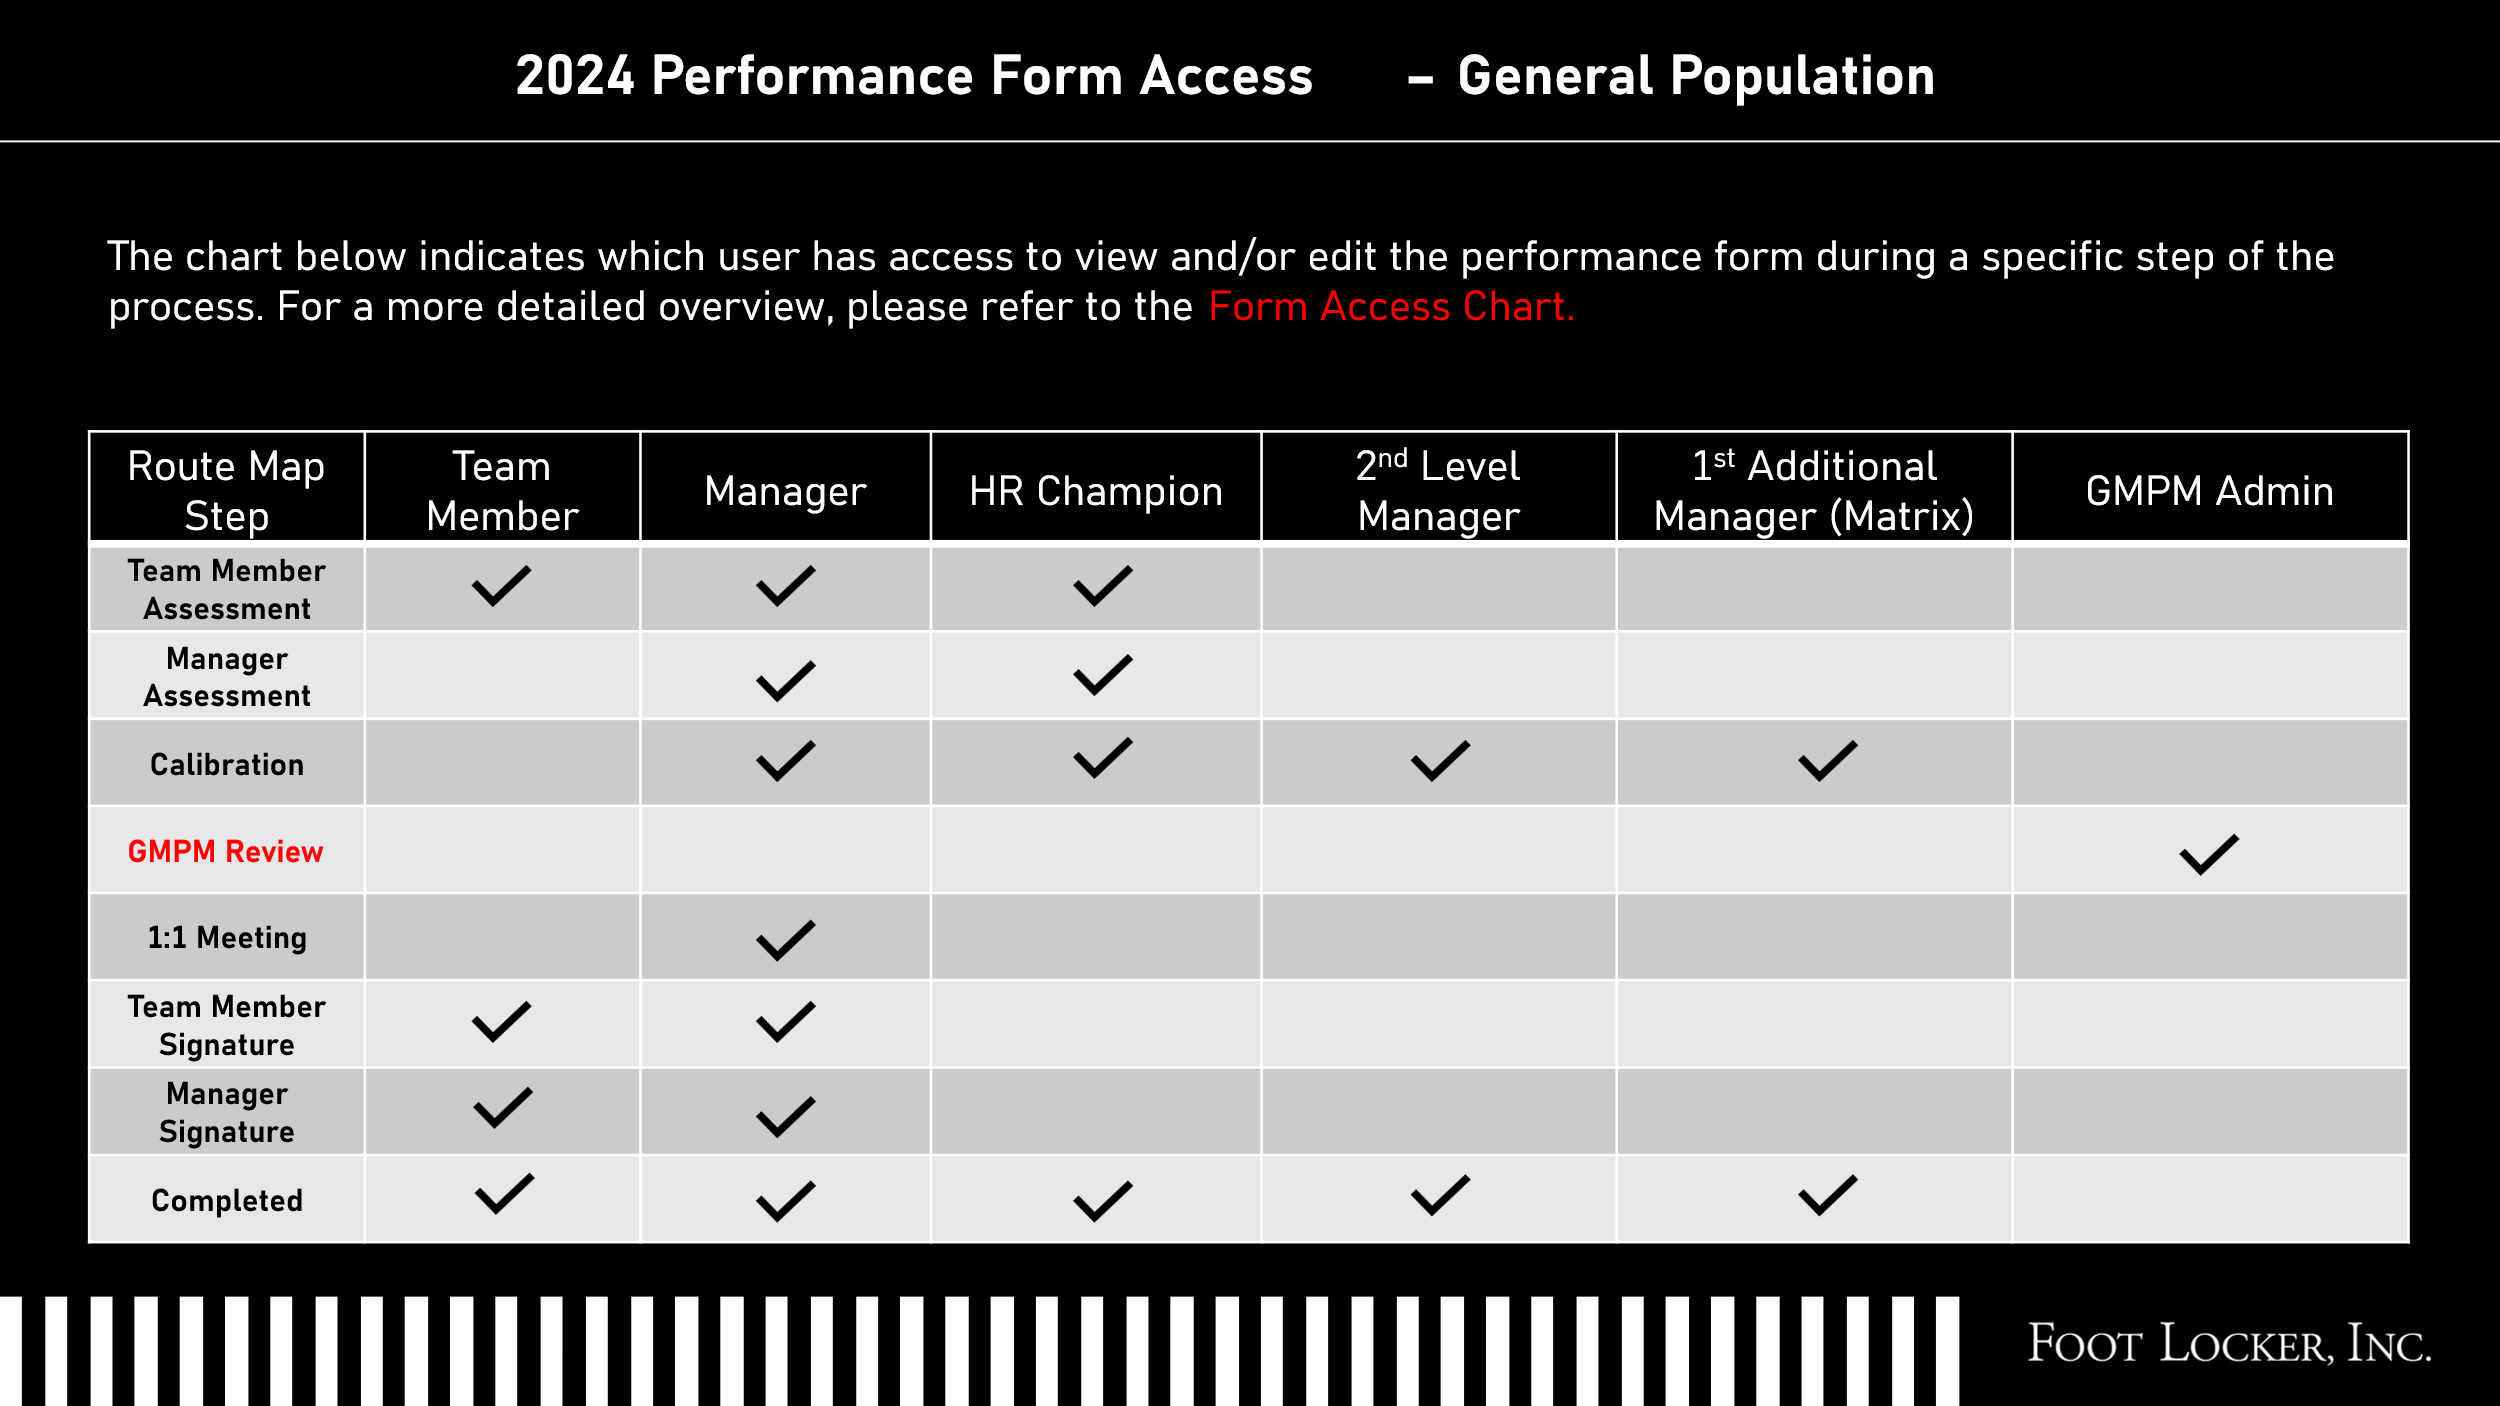 2024 Performance Form Access – General Population
The chart below indicates which user has access to view and/or edit the performance form during a specific step of the
process. For a more detailed overview, please refer to the Form Access Chart.
Route Map
Step
Team
Member
Manager
HR Champion
2nd Level
Manager
1st Additional
Manager (Matrix)
GMPM Admin
Team Member
Assessment
Manager
Assessment
Calibration
GMPM Review
1:1 Meeting
Team Member
Signature
Manager
Signature
Completed
FOOT LOCKER, INC.